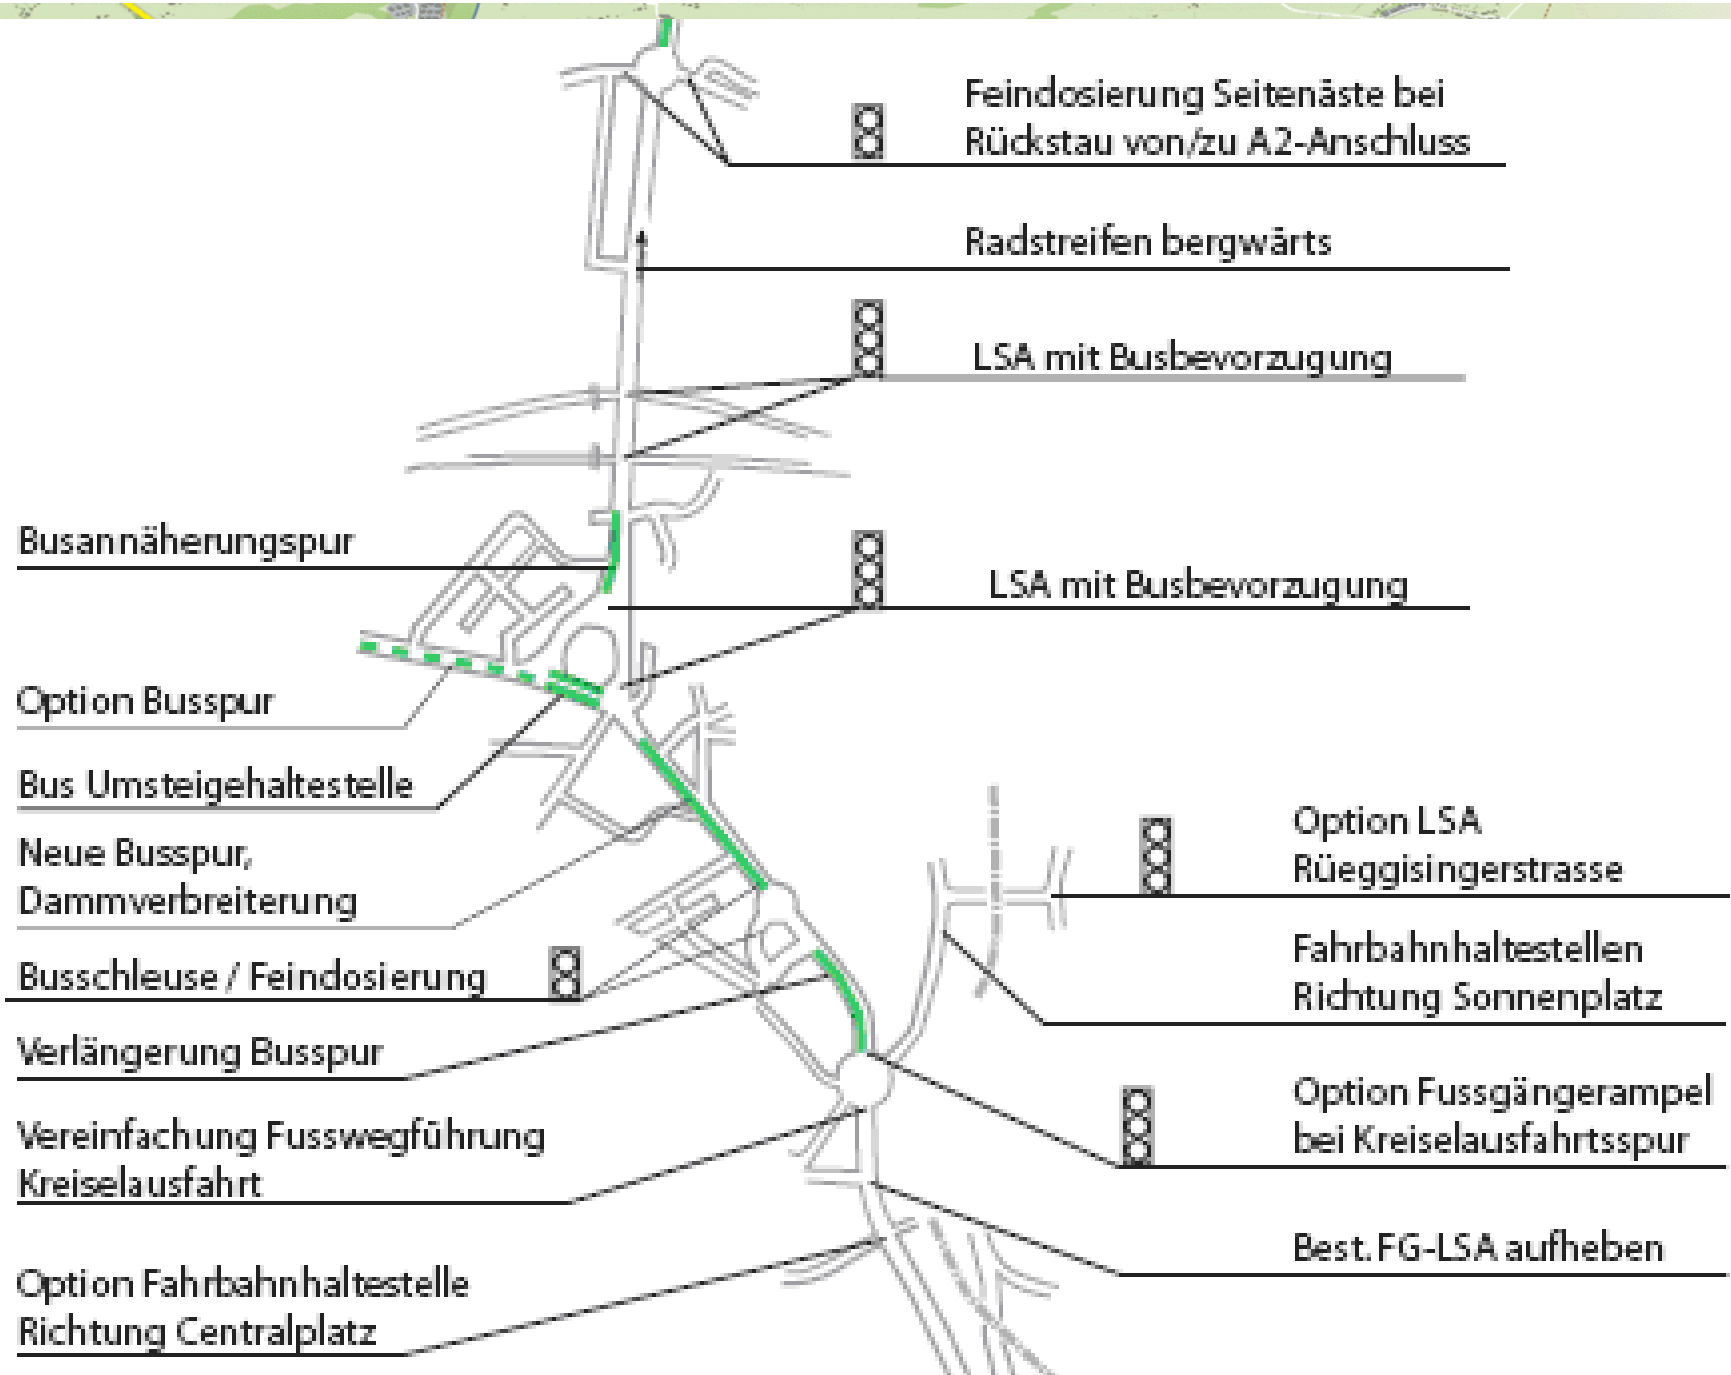 Feindosierung Seitenäste bei
Rückstau von/zu A2-Anschluss
Radstreifen bergwärts
LSA mit Busbevorzugung
Busannäherungspur
LSA mit Busbevorzugung
Option Busspur
Bus Umsteigehaltestelle
Neue Busspur,
Dammverbreiterung
Busschleuse / Feindosierung
Verlängerung Busspur
Vereinfachung Fusswegführung
Kreiselausfahrt
Option Fahrbahnhaltestelle
Richtung Centralplatz
Option LSA
Rüeggisingerstrasse
Fahrbahnhaltestellen
Richtung Sonnenplatz
Option Fussgängerampel
bei Kreiselausfahrtsspur
Best. FG-LSA aufheben